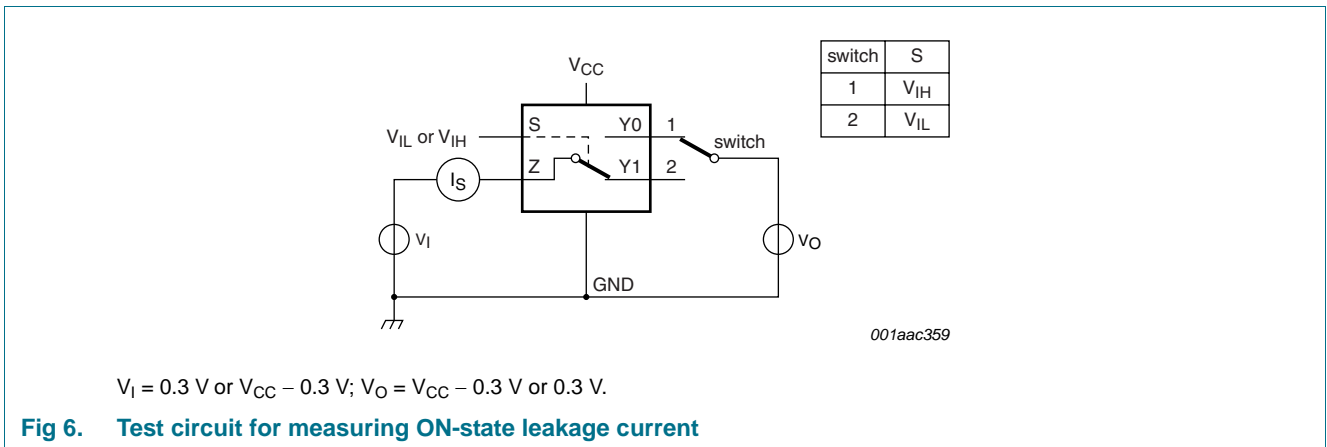 switch S
1 VIH
2 VIL
VCC
S Y0 1
VIL or VIH
switch
Z Y1 2
IS
VI
VO
GND
001aac359
VI = 0.3 V or VCC − 0.3 V; VO = VCC − 0.3 V or 0.3 V.
Fig 6. Test circuit for measuring ON-state leakage current